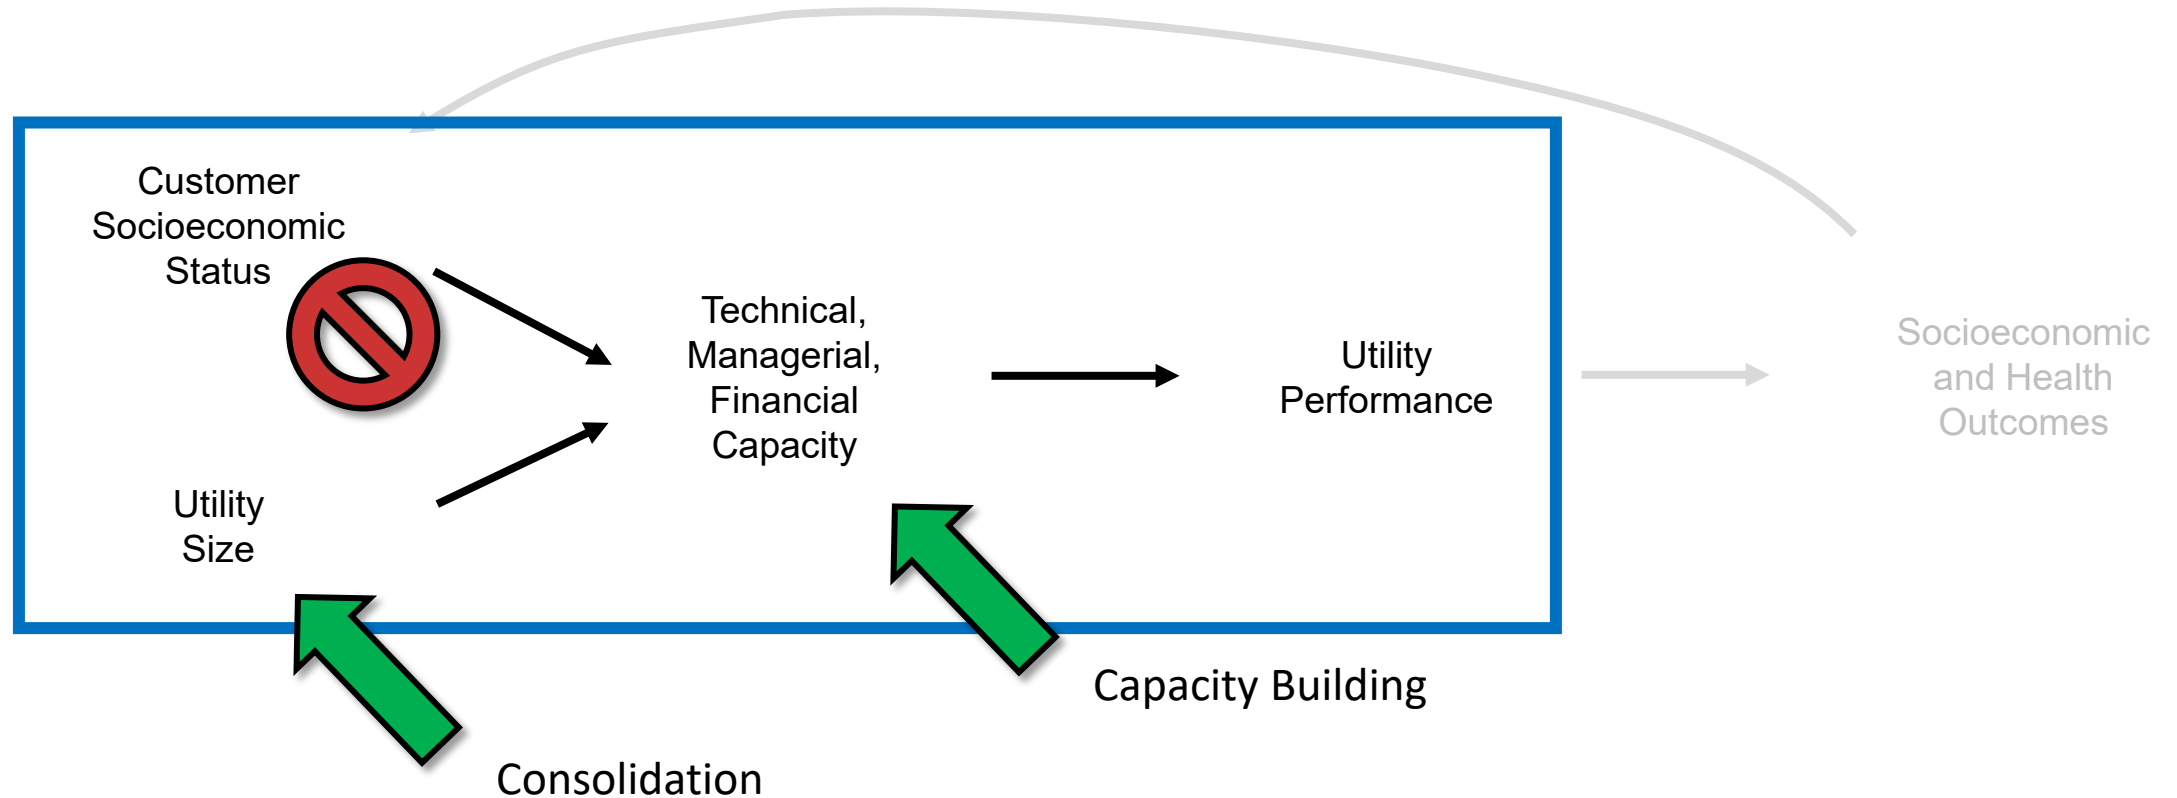 Customer
Socioeconomic
Status
Technical,
Managerial,
Financial
Capacity
Utility
Performance
Socioeconomic
and Health
Outcomes
Utility
Size
Capacity Building
Consolidation